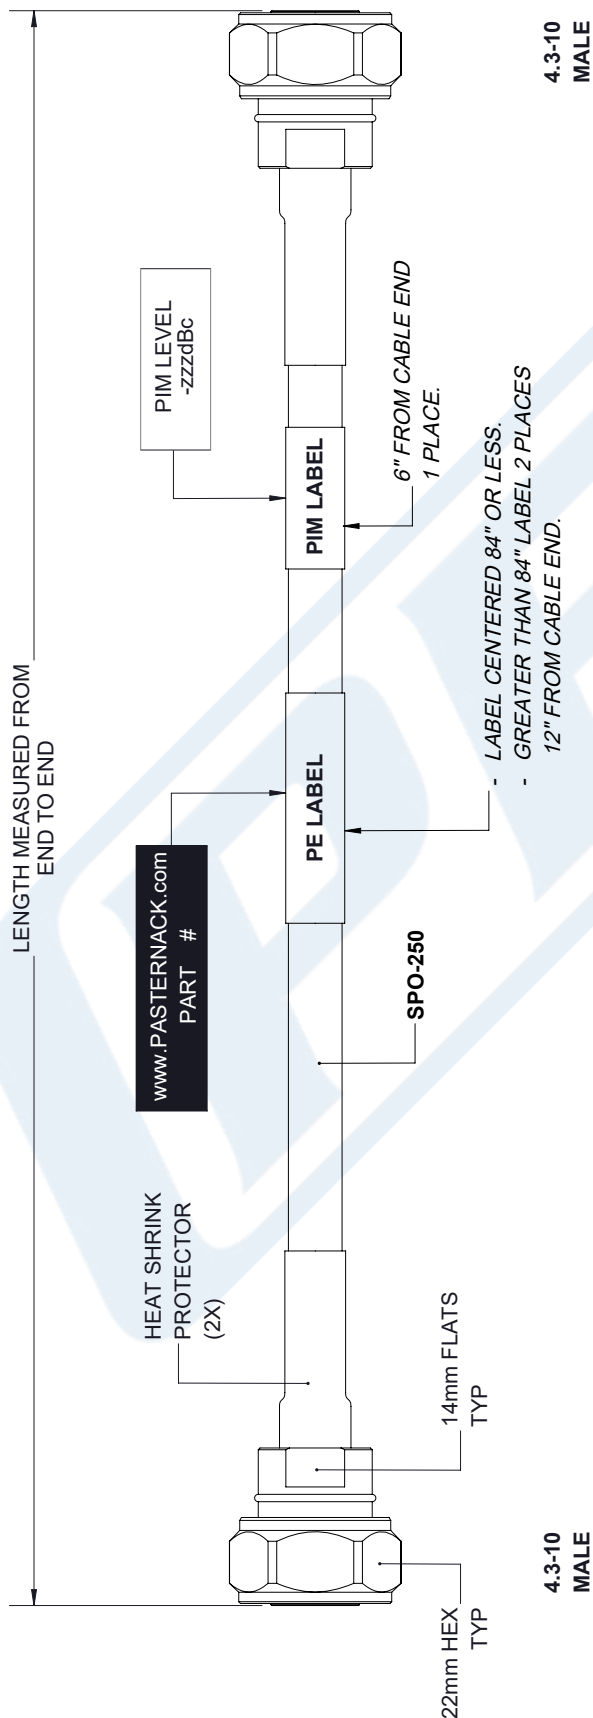 LENGTH MEASURED FROM
END TO END
www.PASTERNACK.com
PART #
PIM LEVEL
-zzzdBc
HEAT SHRINK
PROTECTOR
(2X)
PE LABEL
PIM LABEL
SPO-250
6" FROM CABLE END
1 PLACE.
- LABEL CENTERED 84" OR LESS.
- GREATER THAN 84" LABEL 2 PLACES
12" FROM CABLE END.
22mm HEX
TYP
14mm FLATS
TYP
4.3-10
MALE
4.3-10
MALE